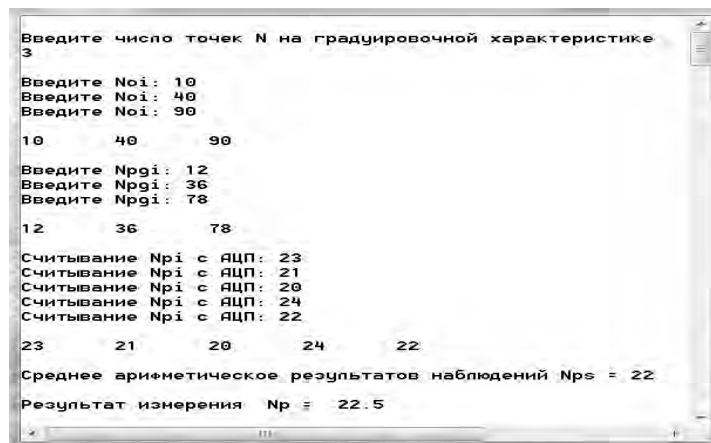 Введите число точек N на градуировочной характеристике
3
Введите Noi: 10
Введите Noi: 40
Введите Noi: 90
10 40 90
Введите Npgi: 12
Введите Npgi: 36
Введите Npgi: 78
12 36 78
Считывание Npi с АЦП: 23
Считывание Npi с АЦП: 21
Считывание Npi с АЦП: 20
Считывание Npi с АЦП: 24
Считывание Npi с АЦП: 22
23 21 20 24 22
Среднее арифметическое результатов наблюдений Nps = 22
Результат измерения Np = 22.5